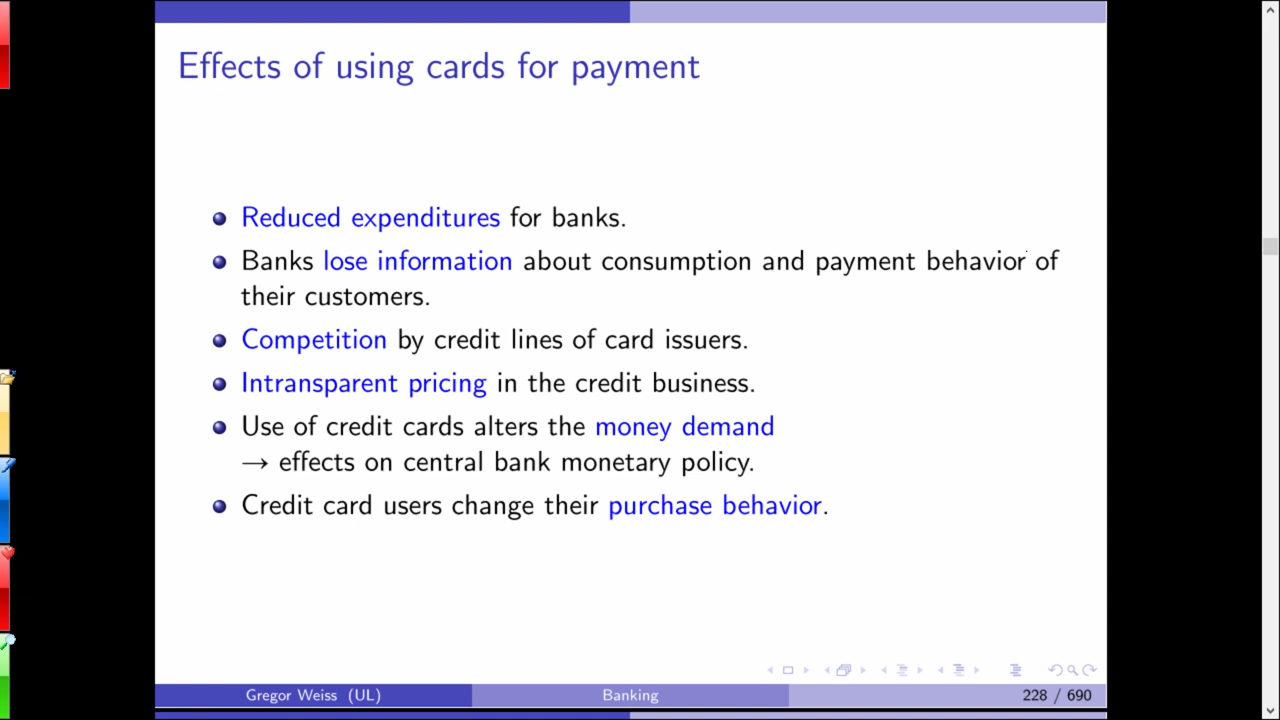 Effects of using cards for payment
Reduced expenditures for banks.
Banks lose information about consumption and payment behavior of
their customers.
Competition by credit lines of card issuers.
Intransparent pricing in the credit business.
Use of credit cards alters the money demand
→ effects on central bank monetary policy.
Credit card users change their purchase behavior.
Gregor Weiss (UL) Banking 228 / 690